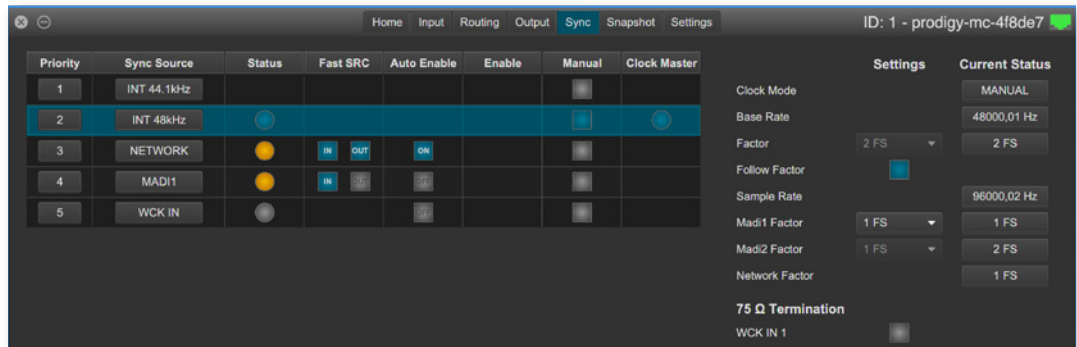 Home Input Routing Output Sync Snapshot Settings ID: 1 - prodigy-mc-4f8de7
Priority Sync Source Status Fast SRC Auto Enable Enable Manual Clock Master
1 INT 44.1kHz
2 INT 48kHz
3 NETWORK IN OUT ON
4 MADI1 IN OUT OFF
5 WCK IN OFF
Settings Current Status
Clock Mode MANUAL
Base Rate 48000,01 Hz
Factor 2 FS 2 FS
Follow Factor
Sample Rate 96000,02 Hz
Madi1 Factor 1 FS 1 FS
Madi2 Factor 1 FS 2 FS
Network Factor 1 FS
75 Ω Termination
WCK IN 1